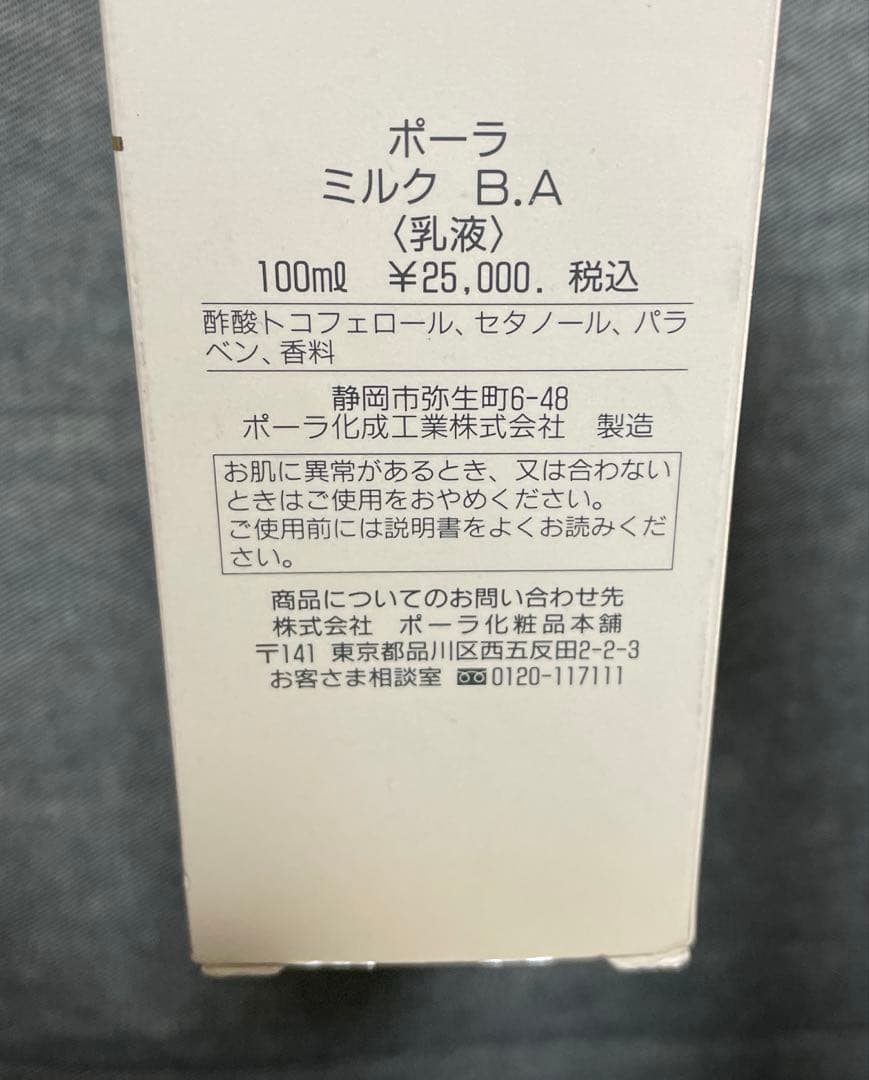 ポーラ
ミルク B.A
〈乳液〉
100mℓ ￥25,000. 税込
酢酸トコフェロール、セタノール、パラ
ベン、香料
静岡市弥生町6-48
ポーラ化成工業株式会社 製造
お肌に異常があるとき、又は合わない
ときはご使用をおやめください。
ご使用前には説明書をよくお読みくだ
さい。
商品についてのお問い合わせ先
株式会社 ポーラ化粧品本舗
〒141 東京都品川区西五反田2-2-3
お客さま相談室 0120-117111